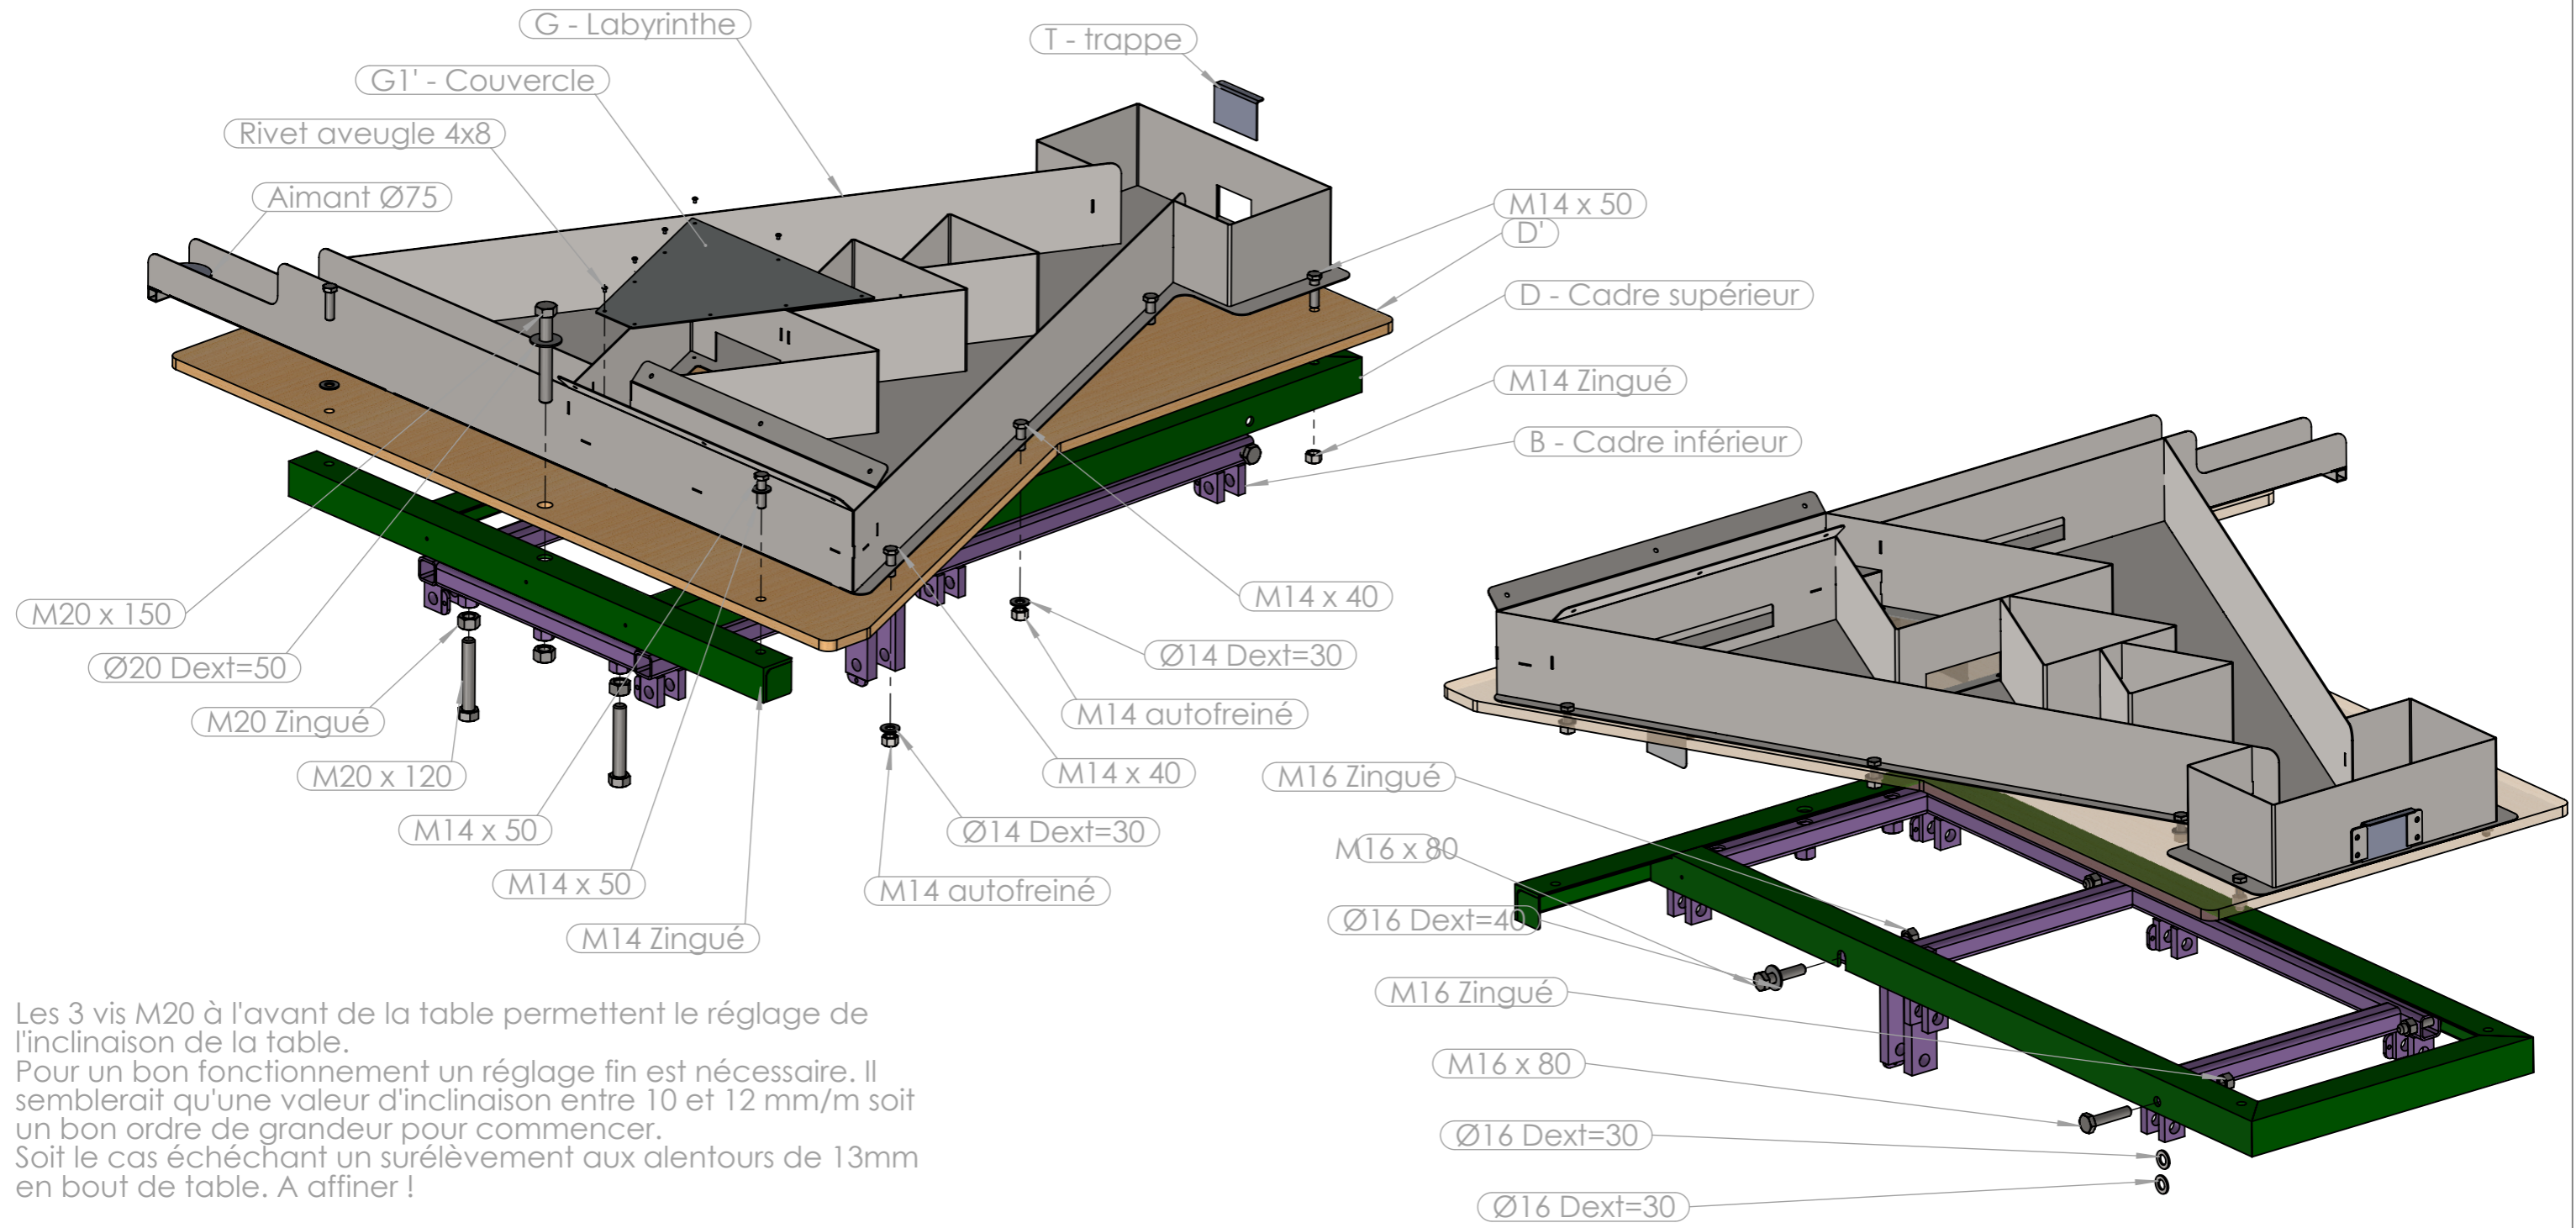 G - Labyrinthe
T - trappe
G1' - Couvercle
Rivet aveugle 4x8
Aimant Ø75
M14 x 50
D'
D - Cadre supérieur
M14 Zingué
B - Cadre inférieur
M20 x 150
Ø20 Dext=50
M20 Zingué
M20 x 120
M14 x 50
M14 x 50
M14 Zingué
M14 x 40
Ø14 Dext=30
M14 autofreiné
M14 x 40
Ø14 Dext=30
M14 autofreiné
M16 Zingué
M16 x 80
Ø16 Dext=40
M16 Zingué
M16 x 80
Ø16 Dext=30
Ø16 Dext=30
Les 3 vis M20 à l'avant de la table permettent le réglage de
l'inclinaison de la table.
Pour un bon fonctionnement un réglage fin est nécessaire. Il
semblerait qu'une valeur d'inclinaison entre 10 et 12 mm/m soit
un bon ordre de grandeur pour commencer.
Soit le cas échéchant un surélèvement aux alentours de 13mm
en bout de table. A affiner !